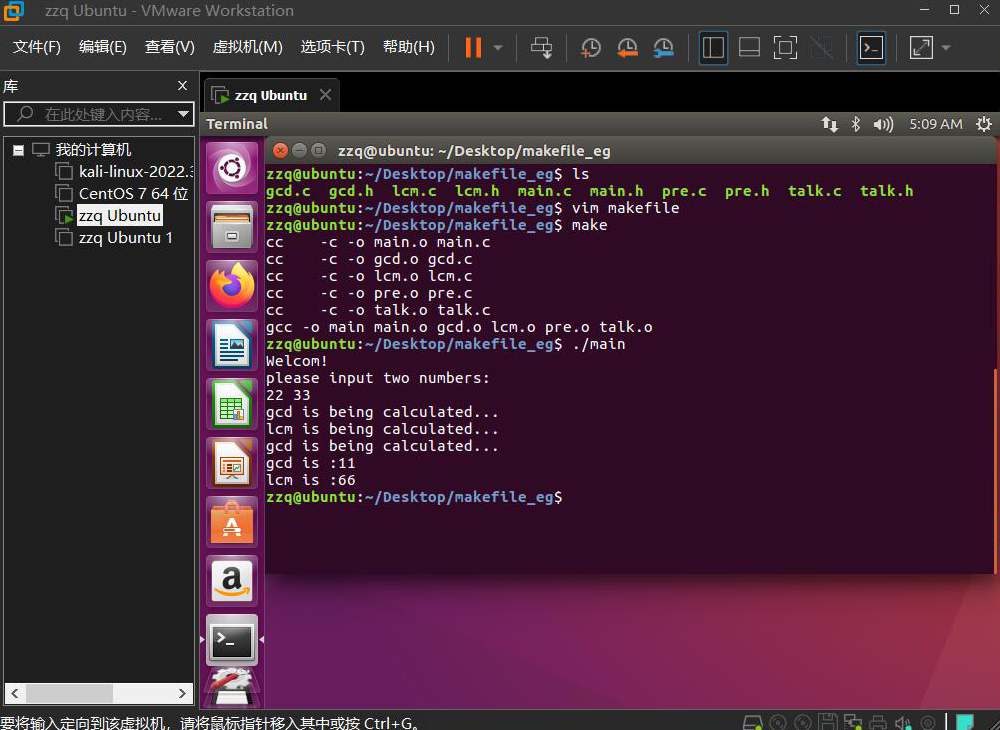 zzq Ubuntu - VMware Workstation
文件(F) 编辑(E) 查看(V) 虚拟机(M) 选项卡(T) 帮助(H)
库
在此处键入内容...
我的计算机
kali-linux-2022.
CentOS 7 64 位
zzq Ubuntu
zzq Ubuntu 1
zzq Ubuntu
Terminal
5:09 AM
zzq@ubuntu: ~/Desktop/makefile_eg
zzq@ubuntu:~/Desktop/makefile_eg$ ls
gcd.c gcd.h lcm.c lcm.h main.c main.h pre.c pre.h talk.c talk.h
zzq@ubuntu:~/Desktop/makefile_eg$ vim makefile
zzq@ubuntu:~/Desktop/makefile_eg$ make
cc    -c -o main.o main.c
cc    -c -o gcd.o gcd.c
cc    -c -o lcm.o lcm.c
cc    -c -o pre.o pre.c
cc    -c -o talk.o talk.c
gcc -o main main.o gcd.o lcm.o pre.o talk.o
zzq@ubuntu:~/Desktop/makefile_eg$ ./main
Welcom!
please input two numbers:
22 33
gcd is being calculated...
lcm is being calculated...
gcd is being calculated...
gcd is :11
lcm is :66
zzq@ubuntu:~/Desktop/makefile_eg$
要将输入定向到该虚拟机，请将鼠标指针移入其中或按 Ctrl+G。